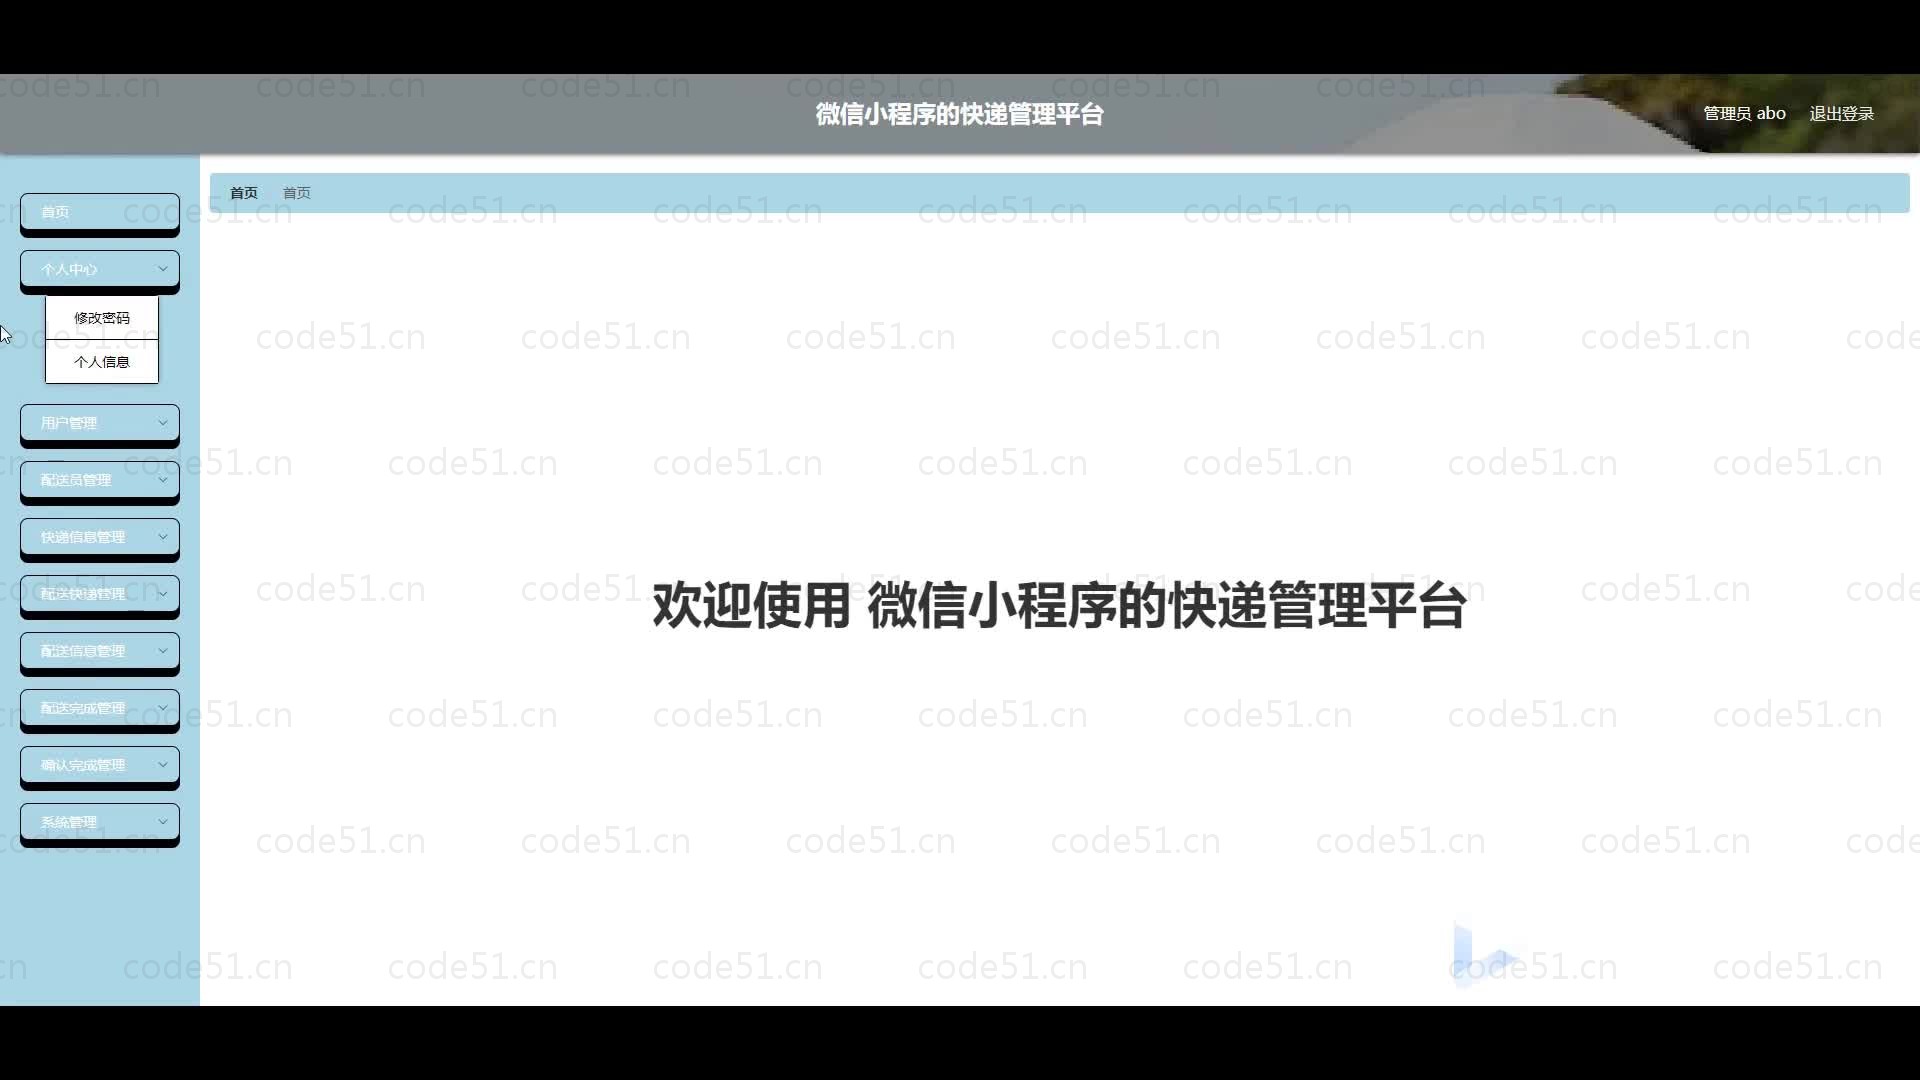 微信小程序的快递管理平台
管理员 abo 退出登录
首页 首页
首页
个人中心
修改密码
个人信息
用户管理
配送员管理
快递信息管理
配送快递管理
配送信息管理
配送完成管理
确认完成管理
系统管理
欢迎使用 微信小程序的快递管理平台
code51.cn